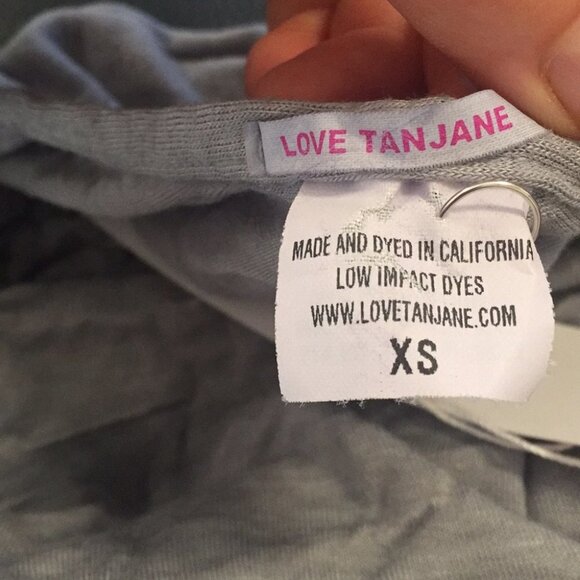 LOVE TANJANE
MADE AND DYED IN CALIFORNIA
LOW IMPACT DYES
WWW.LOVETANJANE.COM
XS